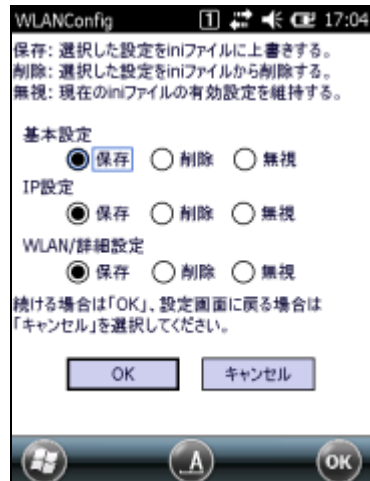 WLANConfig 1 17:04
保存: 選択した設定をiniファイルに上書きする。
削除: 選択した設定をiniファイルから削除する。
無視: 現在のiniファイルの有効設定を維持する。
基本設定
保存 削除 無視
IP設定
保存 削除 無視
WLAN/詳細設定
保存 削除 無視
続ける場合は「OK」、設定画面に戻る場合は
「キャンセル」を選択してください。
OK キャンセル
A OK